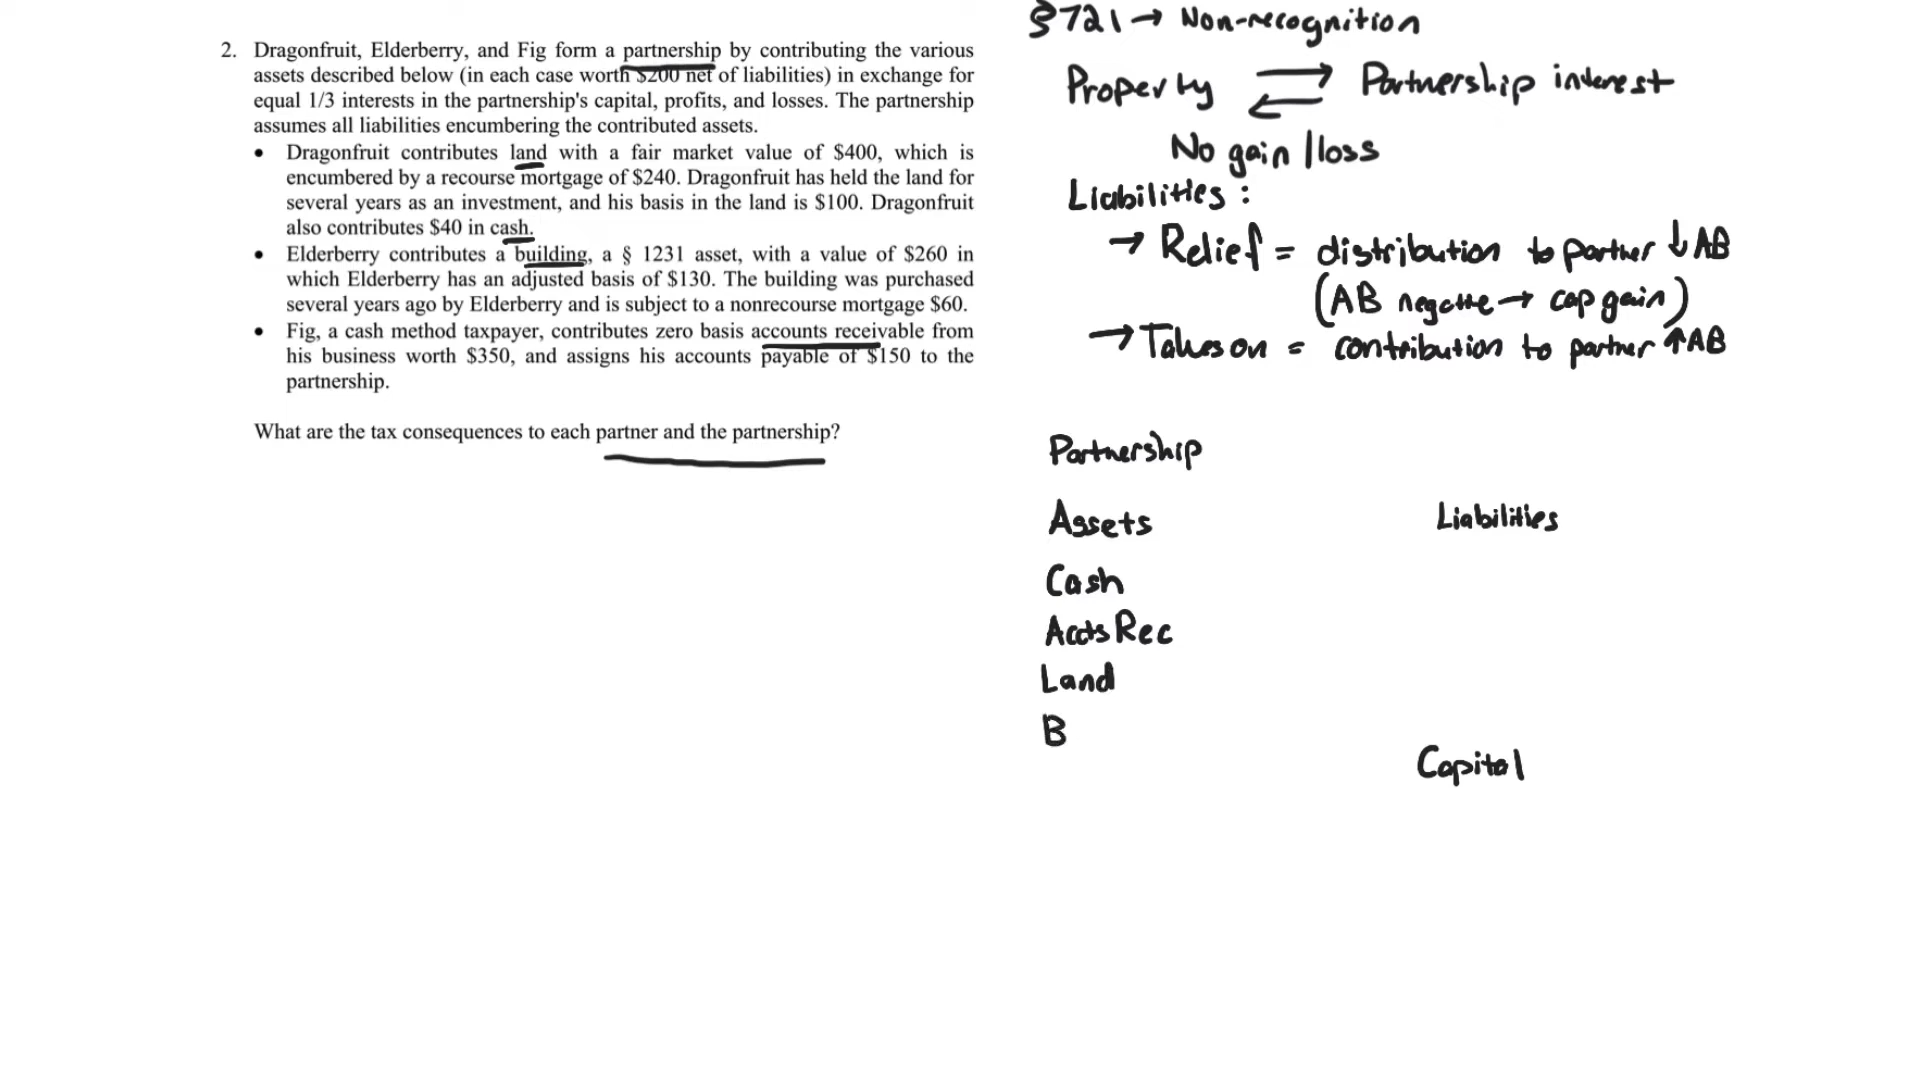 2. Dragonfruit, Elderberry, and Fig form a partnership by contributing the various
assets described below (in each case worth $200 net of liabilities) in exchange for
equal 1/3 interests in the partnership's capital, profits, and losses. The partnership
assumes all liabilities encumbering the contributed assets.
• Dragonfruit contributes land with a fair market value of $400, which is
encumbered by a recourse mortgage of $240. Dragonfruit has held the land for
several years as an investment, and his basis in the land is $100. Dragonfruit
also contributes $40 in cash.
• Elderberry contributes a building, a § 1231 asset, with a value of $260 in
which Elderberry has an adjusted basis of $130. The building was purchased
several years ago by Elderberry and is subject to a nonrecourse mortgage $60.
• Fig, a cash method taxpayer, contributes zero basis accounts receivable from
his business worth $350, and assigns his accounts payable of $150 to the
partnership.
What are the tax consequences to each partner and the partnership?
§721 → Non-recognition
Property ⇄ Partnership interest
No gain/loss
Liabilities:
→ Relief = distribution to partner ↓AB
(AB negative → cap gain)
→ Takes on = contribution to partner ↑AB
Partnership
Assets Liabilities
Cash
Accts Rec
Land
B
Capital